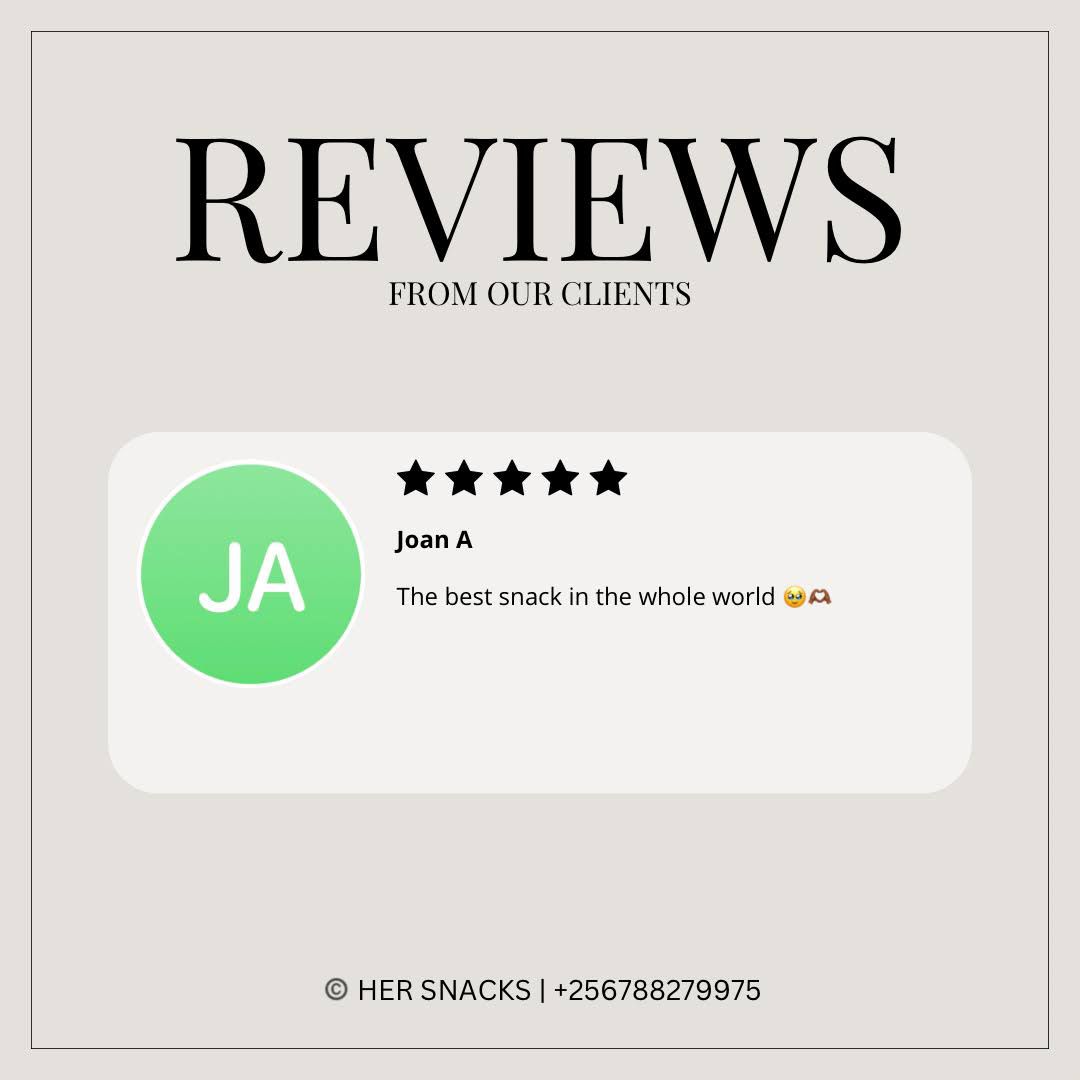 REVIEWS
FROM OUR CLIENTS
JA
★★★★★
Joan A
The best snack in the whole world 🥹🫶🏾
© HER SNACKS | +256788279975